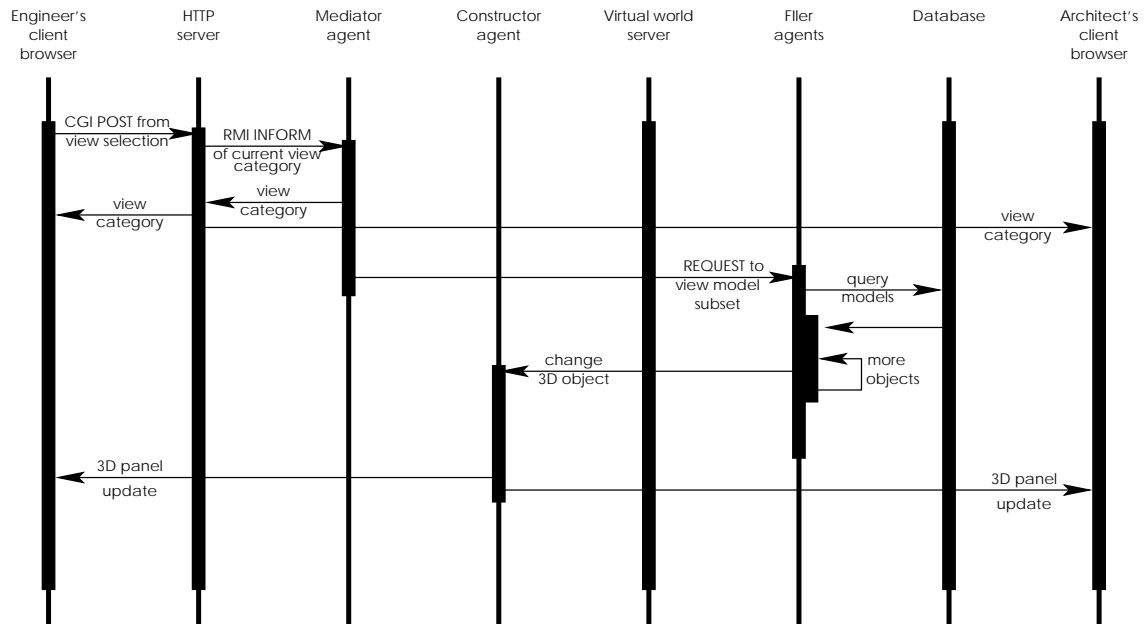 Engineer's
client
browser
HTTP
server
Mediator
agent
Constructor
agent
Virtual world
server
FIler
agents
Database
Architect's
client
browser
CGI POST from
view selection
RMI INFORM
of current view
category
view
category
view
category
view
category
REQUEST to
view model
subset
query
models
change
3D object
more
objects
3D panel
update
3D panel
update